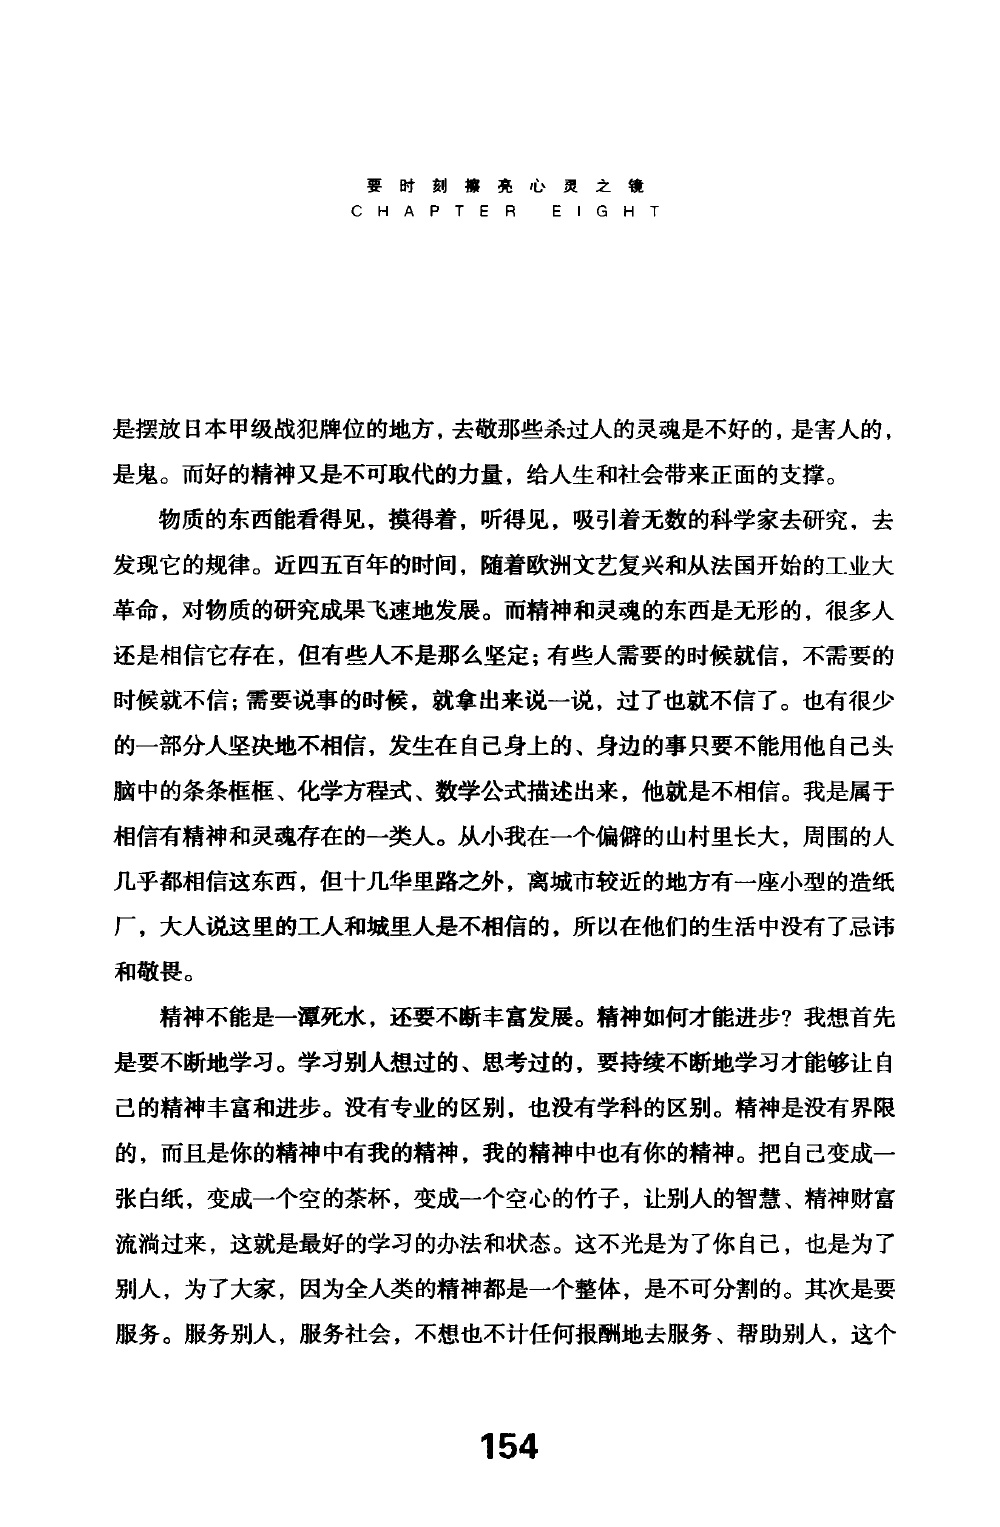 要时刻擦亮心灵之镜
CHAPTER EIGHT
是摆放日本甲级战犯牌位的地方，去敬那些杀过人的灵魂是不好的，是害人的，
是鬼。而好的精神又是不可取代的力量，给人生和社会带来正面的支撑。
物质的东西能看得见，摸得着，听得见，吸引着无数的科学家去研究，去
发现它的规律。近四五百年的时间，随着欧洲文艺复兴和从法国开始的工业大
革命，对物质的研究成果飞速地发展。而精神和灵魂的东西是无形的，很多人
还是相信它存在，但有些人不是那么坚定；有些人需要的时候就信，不需要的
时候就不信；需要说事的时候，就拿出来说一说，过了也就不信了。也有很少
的一部分人坚决地不相信，发生在自己身上的、身边的事只要不能用他自己头
脑中的条条框框、化学方程式、数学公式描述出来，他就是不相信。我是属于
相信有精神和灵魂存在的一类人。从小我在一个偏僻的山村里长大，周围的人
几乎都相信这东西，但十几华里路之外，离城市较近的地方有一座小型的造纸
厂，大人说这里的工人和城里人是不相信的，所以在他们的生活中没有了忌讳
和敬畏。
精神不能是一潭死水，还要不断丰富发展。精神如何才能进步？我想首先
是要不断地学习。学习别人想过的、思考过的，要持续不断地学习才能够让自
己的精神丰富和进步。没有专业的区别，也没有学科的区别。精神是没有界限
的，而且是你的精神中有我的精神，我的精神中也有你的精神。把自己变成一
张白纸，变成一个空的茶杯，变成一个空心的竹子，让别人的智慧、精神财富
流淌过来，这就是最好的学习的办法和状态。这不光是为了你自己，也是为了
别人，为了大家，因为全人类的精神都是一个整体，是不可分割的。其次是要
服务。服务别人，服务社会，不想也不计任何报酬地去服务、帮助别人，这个
154